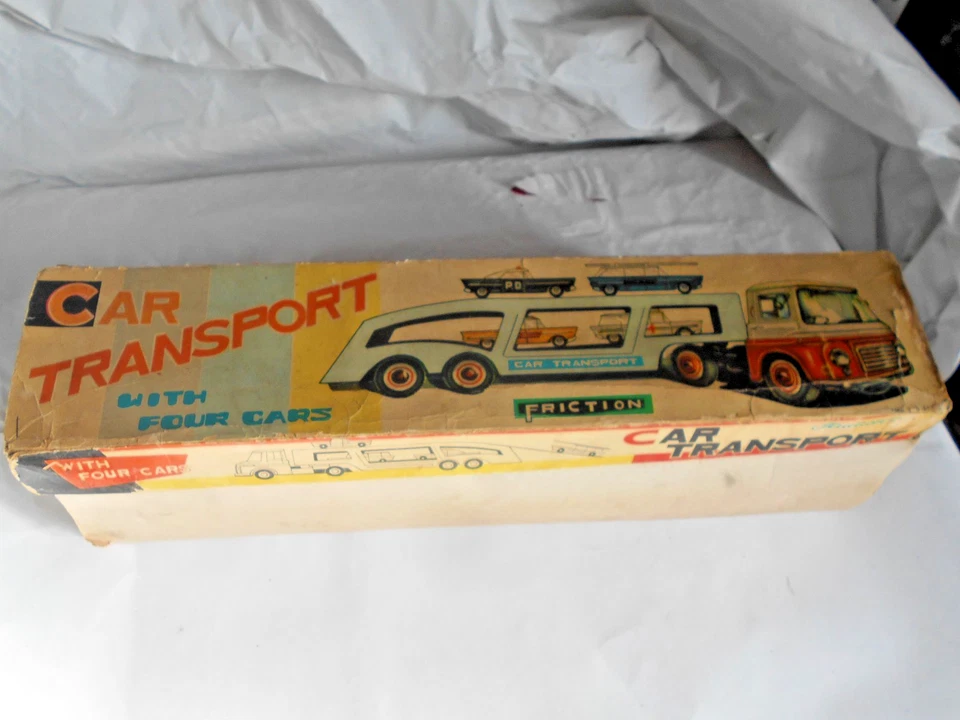 CAR
TRANSPORT
WITH
FOUR CARS
P.D
CAR TRANSPORT
FRICTION
WITH
FOUR CARS
CAR
TRANSPORT